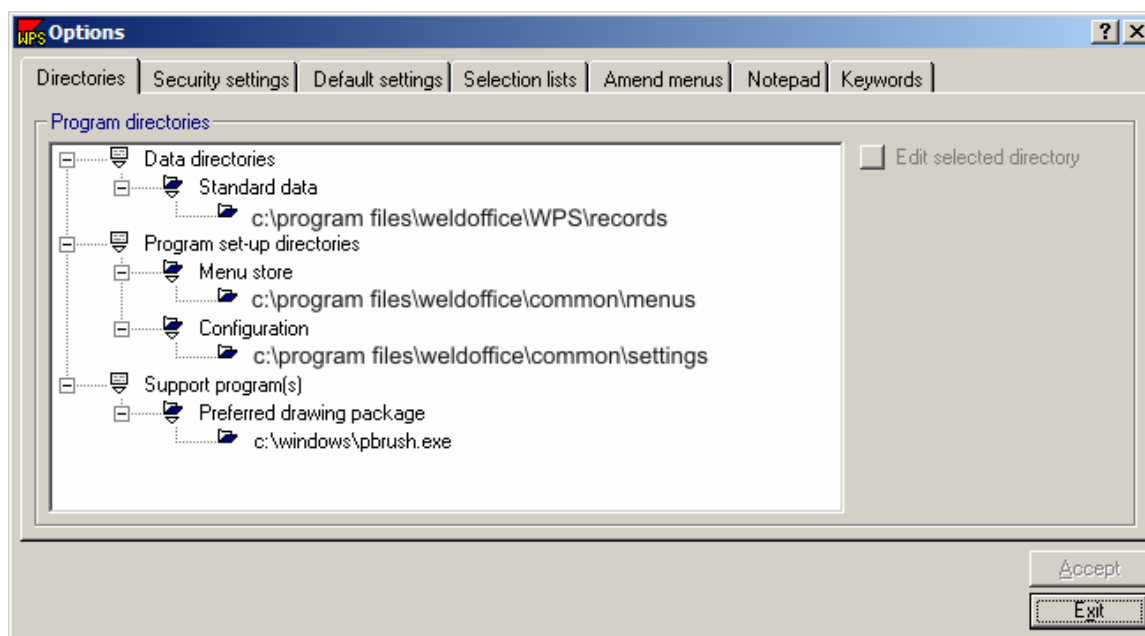 WPS Options
Directories Security settings Default settings Selection lists Amend menus Notepad Keywords
Program directories
Data directories
Edit selected directory
Standard data
c:\program files\weldoffice\WPS\records
Program set-up directories
Menu store
c:\program files\weldoffice\common\menus
Configuration
c:\program files\weldoffice\common\settings
Support program(s)
Preferred drawing package
c:\windows\pbrush.exe
Accept
Exit